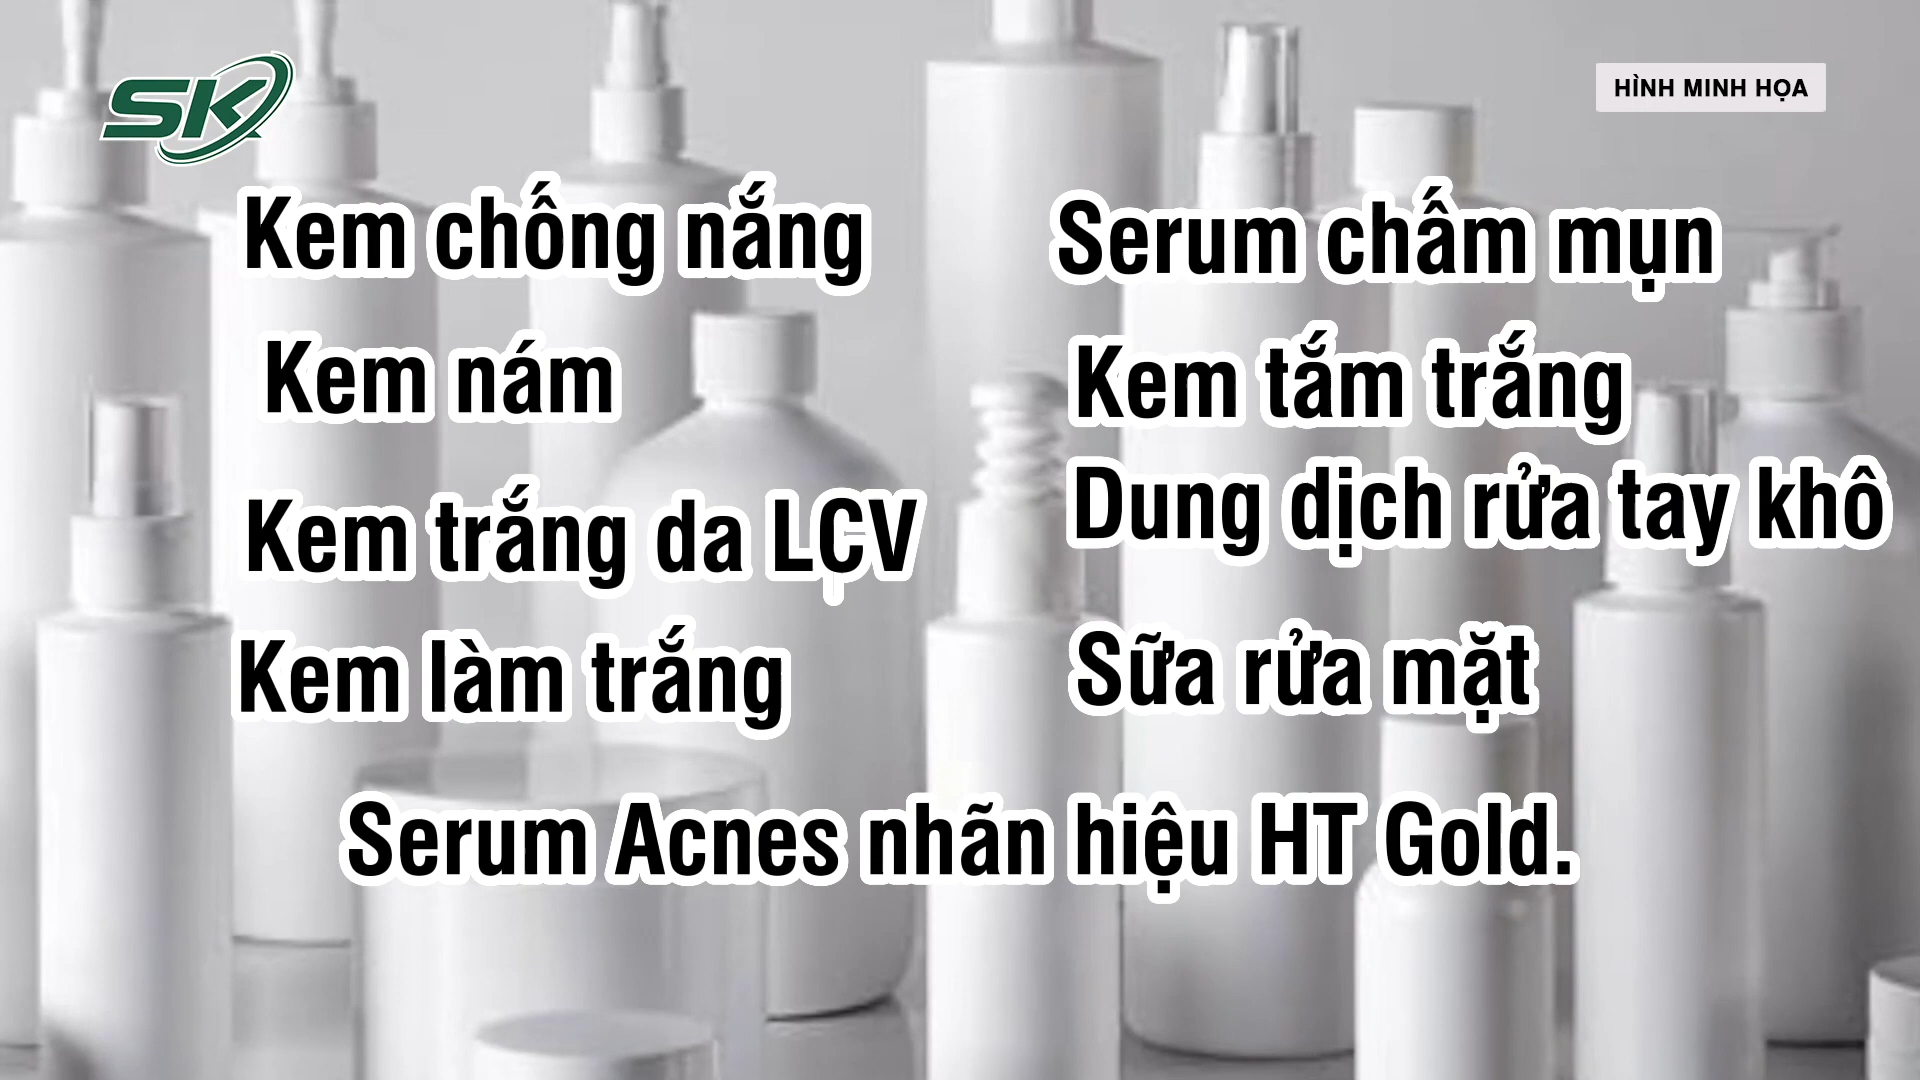 SK
HÌNH MINH HỌA
Kem chống nắng
Kem nám
Kem trắng da LCV
Kem làm trắng
Serum chấm mụn
Kem tắm trắng
Dung dịch rửa tay khô
Sữa rửa mặt
Serum Acnes nhãn hiệu HT Gold.